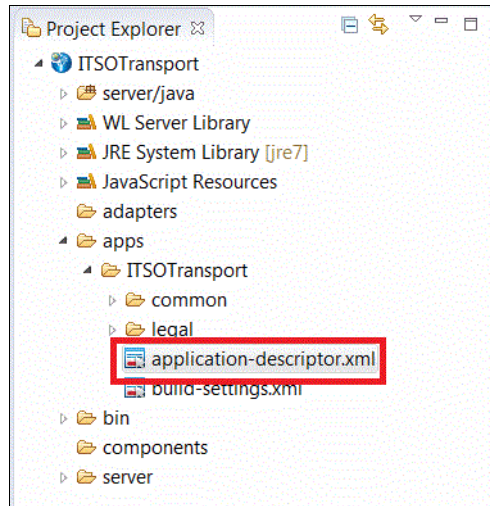 Project Explorer
ITSOTransport
server/java
WL Server Library
JRE System Library [jre7]
JavaScript Resources
adapters
apps
ITSOTransport
common
legal
application-descriptor.xml
build-settings.xml
bin
components
server